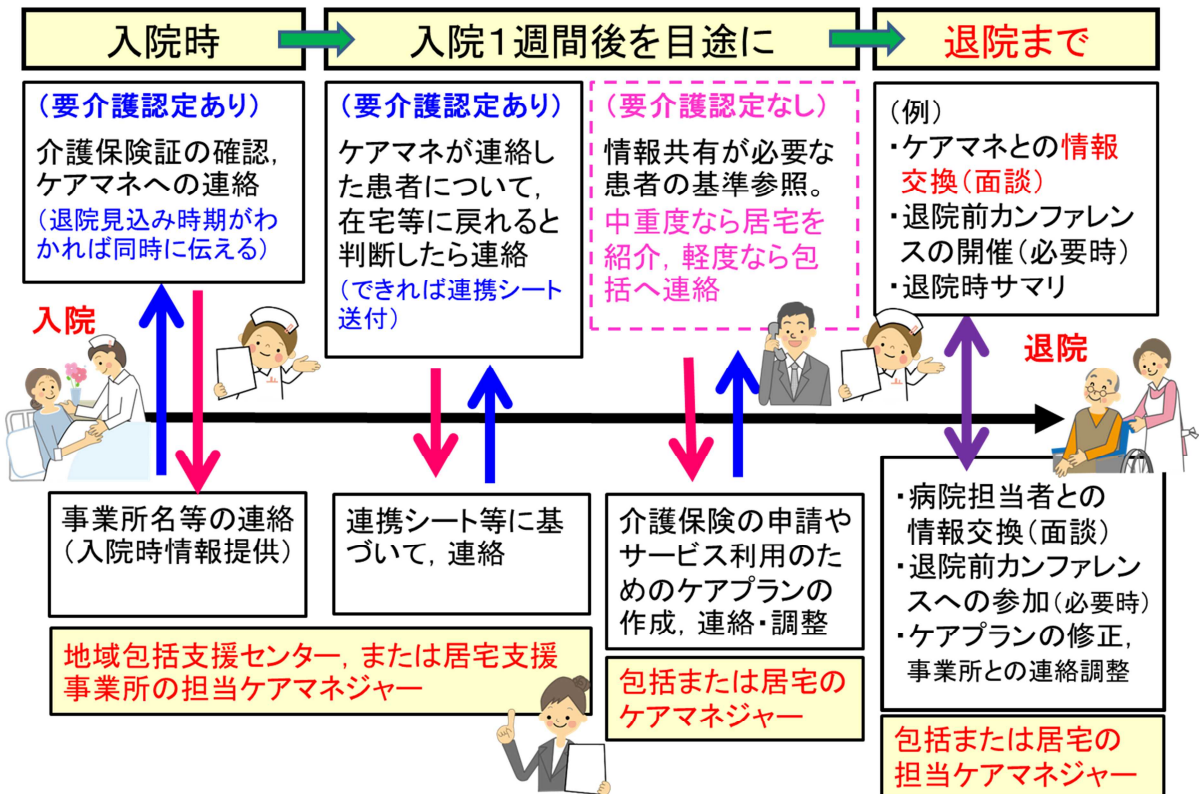 入院時
入院1週間後を目途に
退院まで
(要介護認定あり)
介護保険証の確認,
ケアマネへの連絡
(退院見込み時期がわ
かれば同時に伝える)
(要介護認定あり)
ケアマネが連絡し
た患者について,
在宅等に戻れると
判断したら連絡
(できれば連携シート
送付)
(要介護認定なし)
情報共有が必要な
患者の基準参照。
中重度なら居宅を
紹介, 軽度なら包
括へ連絡
(例)
・ケアマネとの情報
交換(面談)
・退院前カンファレン
スの開催(必要時)
・退院時サマリ
入院
退院
事業所名等の連絡
(入院時情報提供)
連携シート等に基
づいて, 連絡
介護保険の申請や
サービス利用のた
めのケアプランの
作成, 連絡・調整
・病院担当者との
情報交換(面談)
・退院前カンファレン
スへの参加(必要時)
・ケアプランの修正,
事業所との連絡調整
地域包括支援センター, または居宅支援
事業所の担当ケアマネジャー
包括または居宅の
ケアマネジャー
包括または居宅の
担当ケアマネジャー